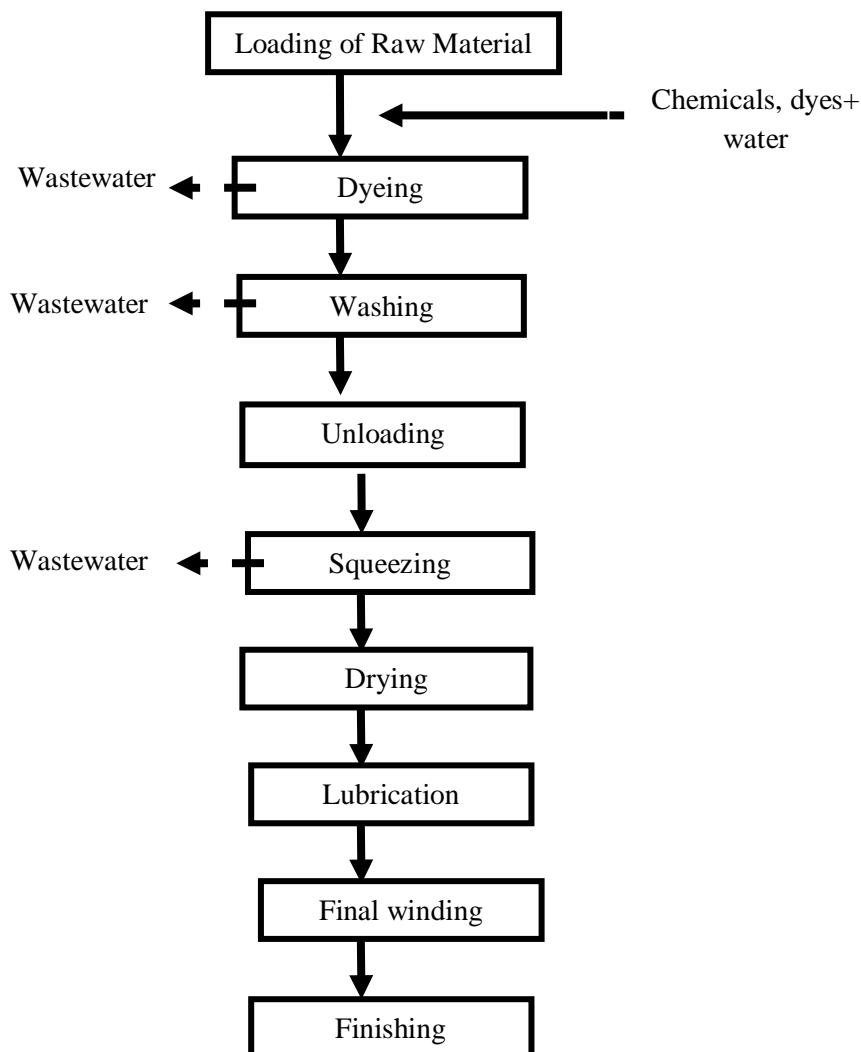 Loading of Raw Material
Chemicals, dyes+
water
Wastewater
Dyeing
Wastewater
Washing
Unloading
Wastewater
Squeezing
Drying
Lubrication
Final winding
Finishing